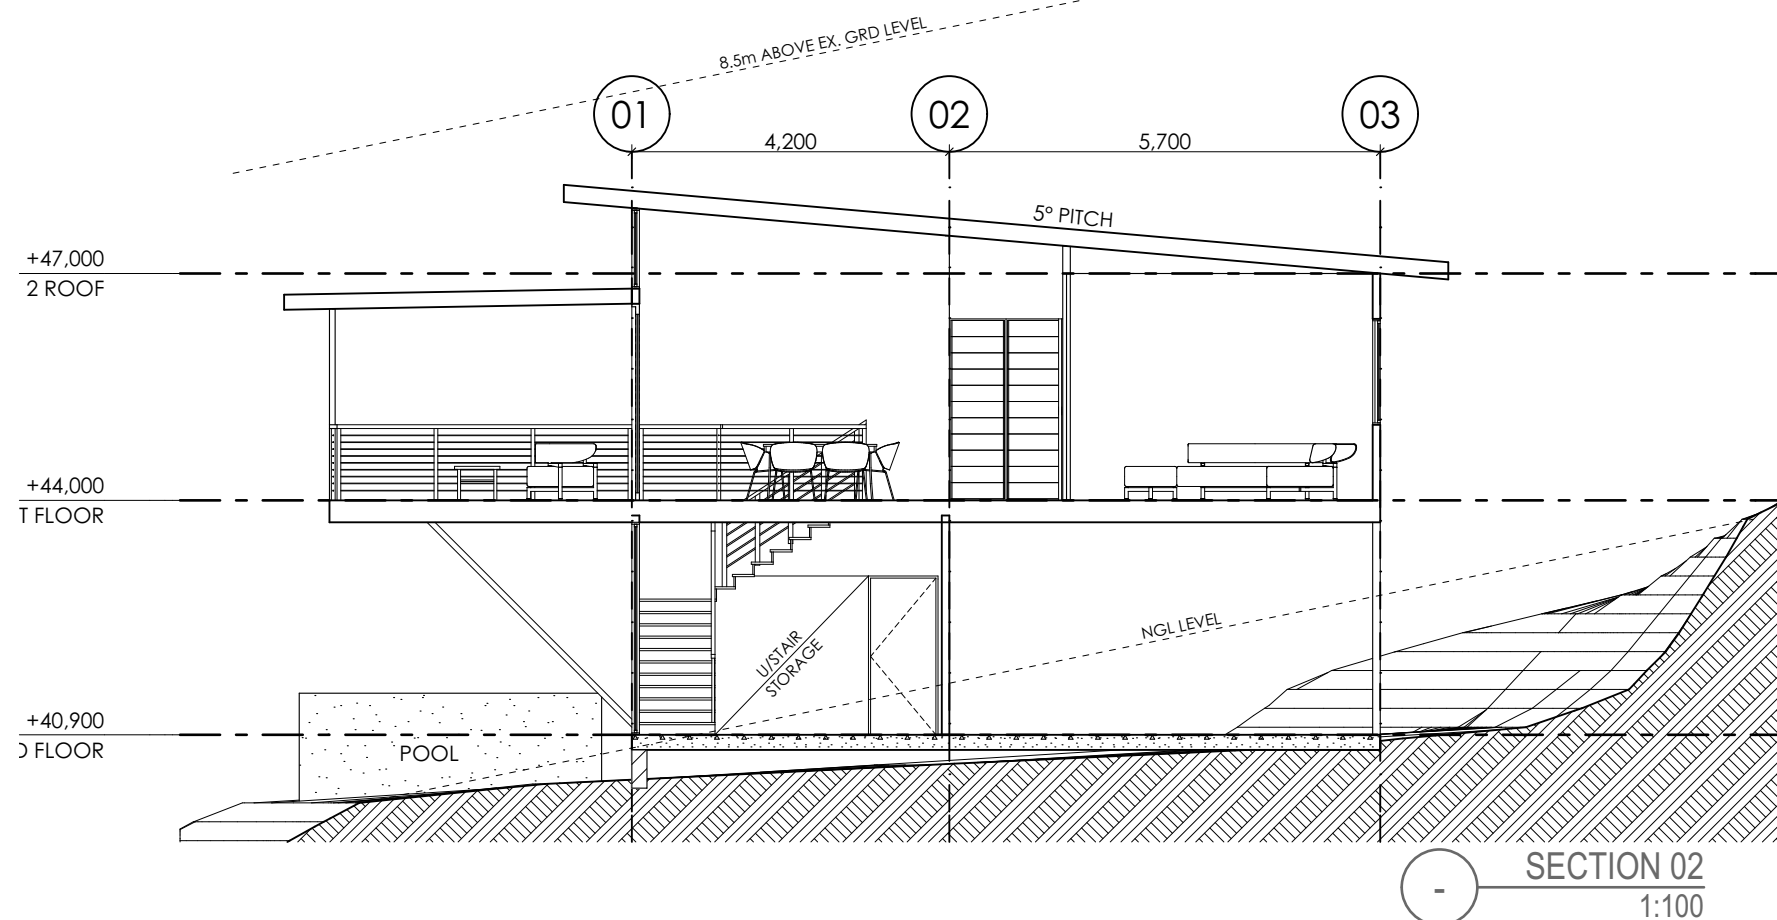 8.5m ABOVE EX. GRD LEVEL
01
02
03
4,200
5,700
5° PITCH
+47,000
2 ROOF
+44,000
T FLOOR
NGL LEVEL
U/STAIR
STORAGE
+40,900
D FLOOR
POOL
-
SECTION 02
1:100